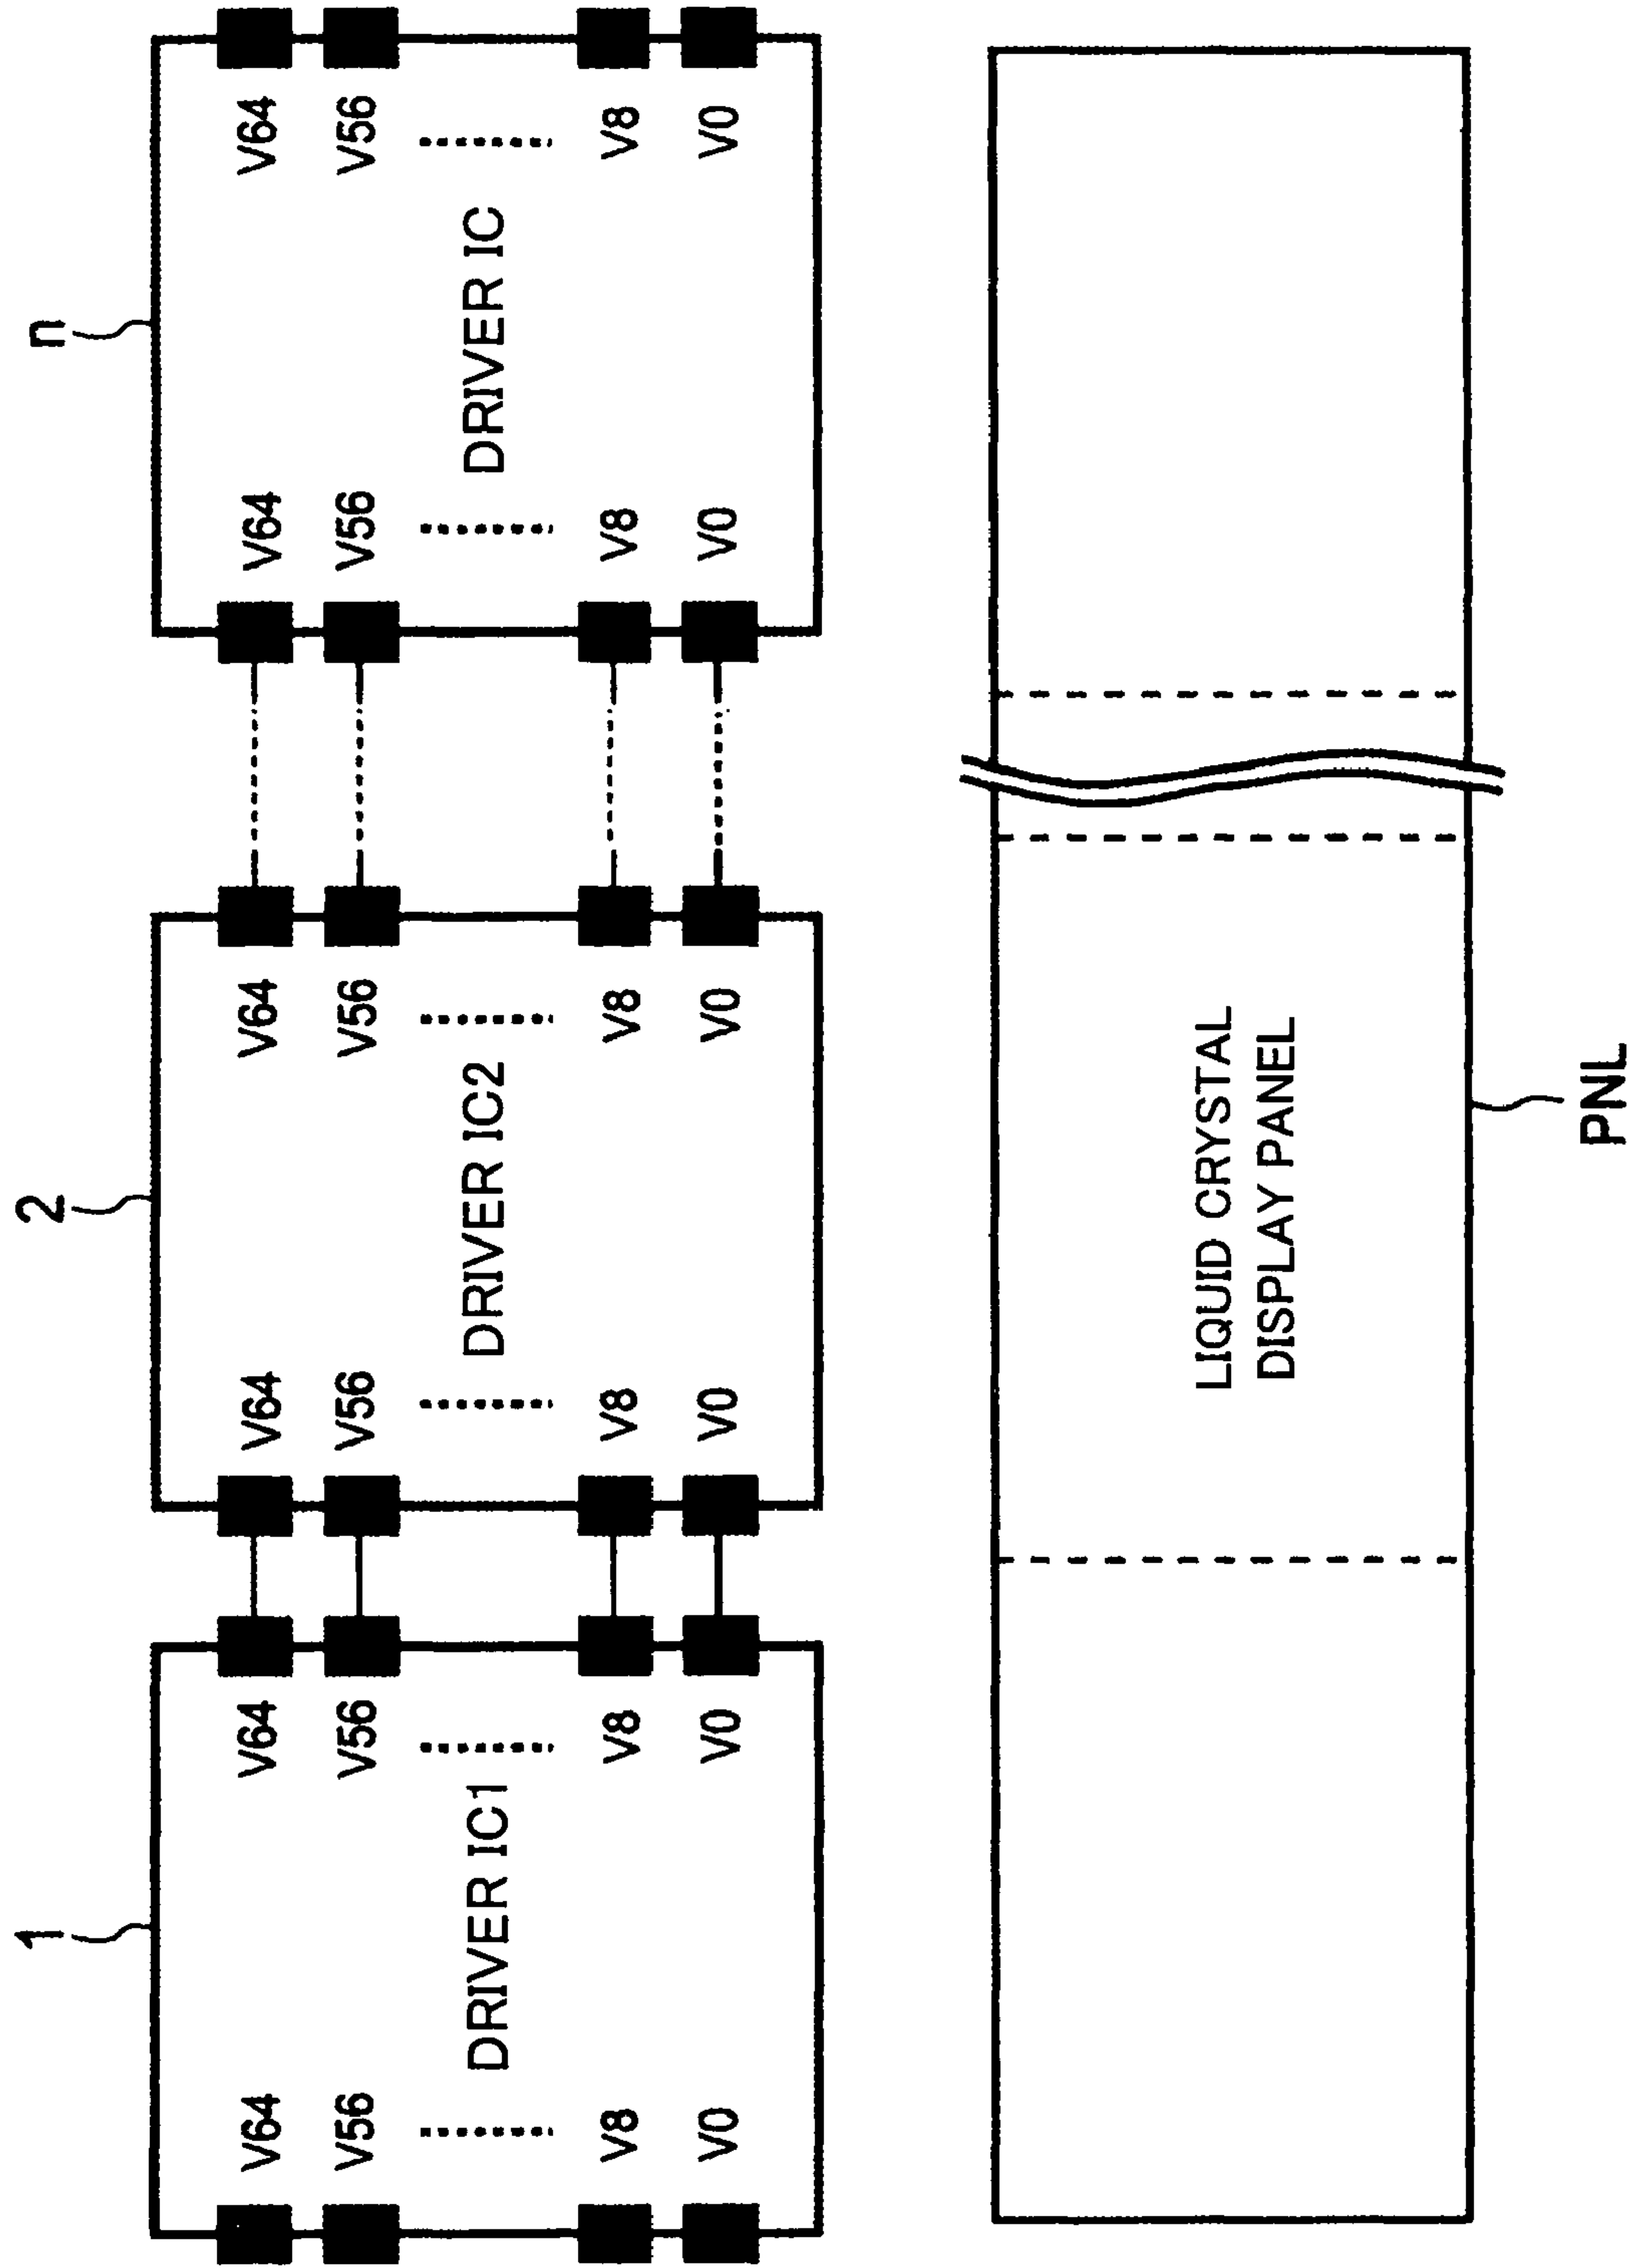 1
2
n
V64
V64
V64
V64
V64
V64
V56
V56
V56
V56
V56
V56
DRIVER IC1
DRIVER IC2
DRIVER IC
V8
V8
V8
V8
V8
V8
V0
V0
V0
V0
V0
V0
LIQUID CRYSTAL
DISPLAY PANEL
PNL